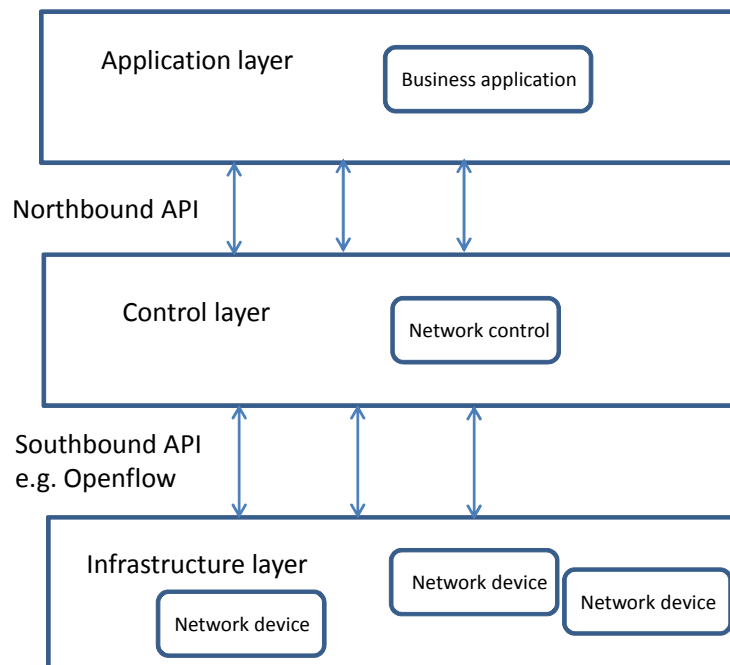 Application layer
Business application
Northbound API
Control layer
Network control
Southbound API
e.g. Openflow
Infrastructure layer
Network device
Network device
Network device